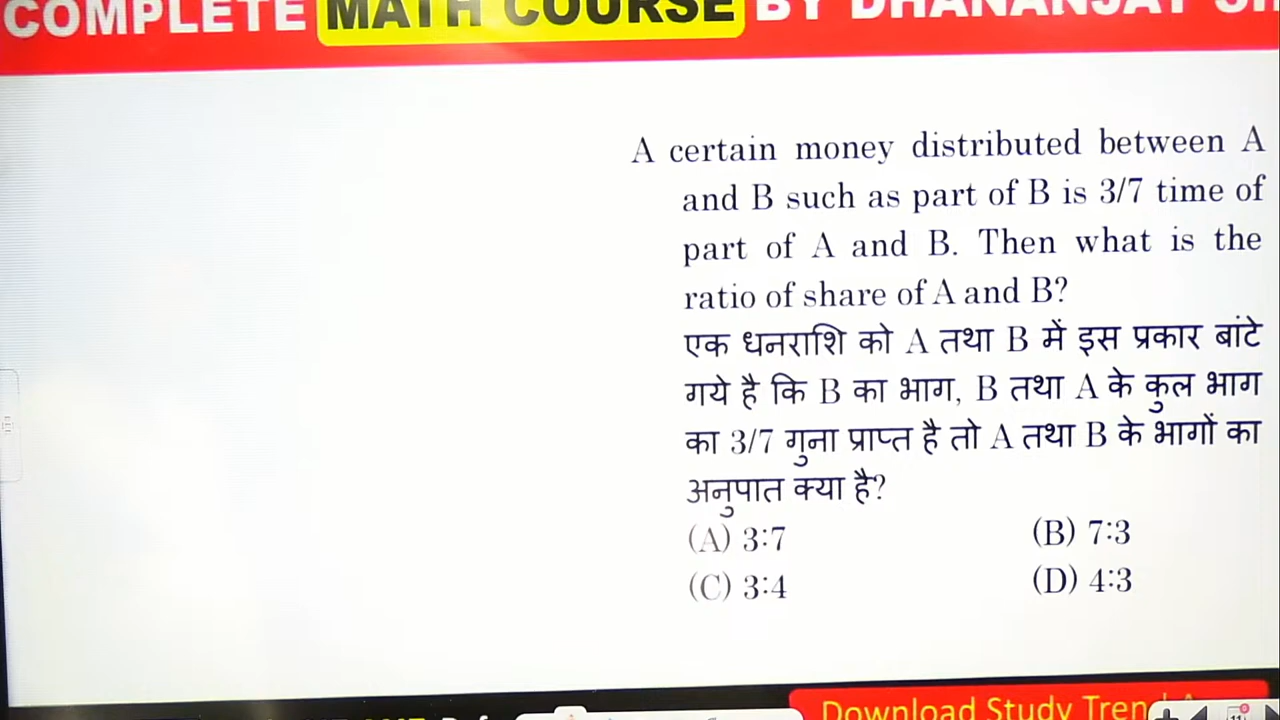 COMPLETE MATH COURSE BY DHANANJAY
A certain money distributed between A
and B such as part of B is 3/7 time of
part of A and B. Then what is the
ratio of share of A and B?
एक धनराशि को A तथा B में इस प्रकार बांटे
गये है कि B का भाग, B तथा A के कुल भाग
का 3/7 गुना प्राप्त है तो A तथा B के भागों का
अनुपात क्या है?
(A) 3:7 (B) 7:3
(C) 3:4 (D) 4:3
Download Study